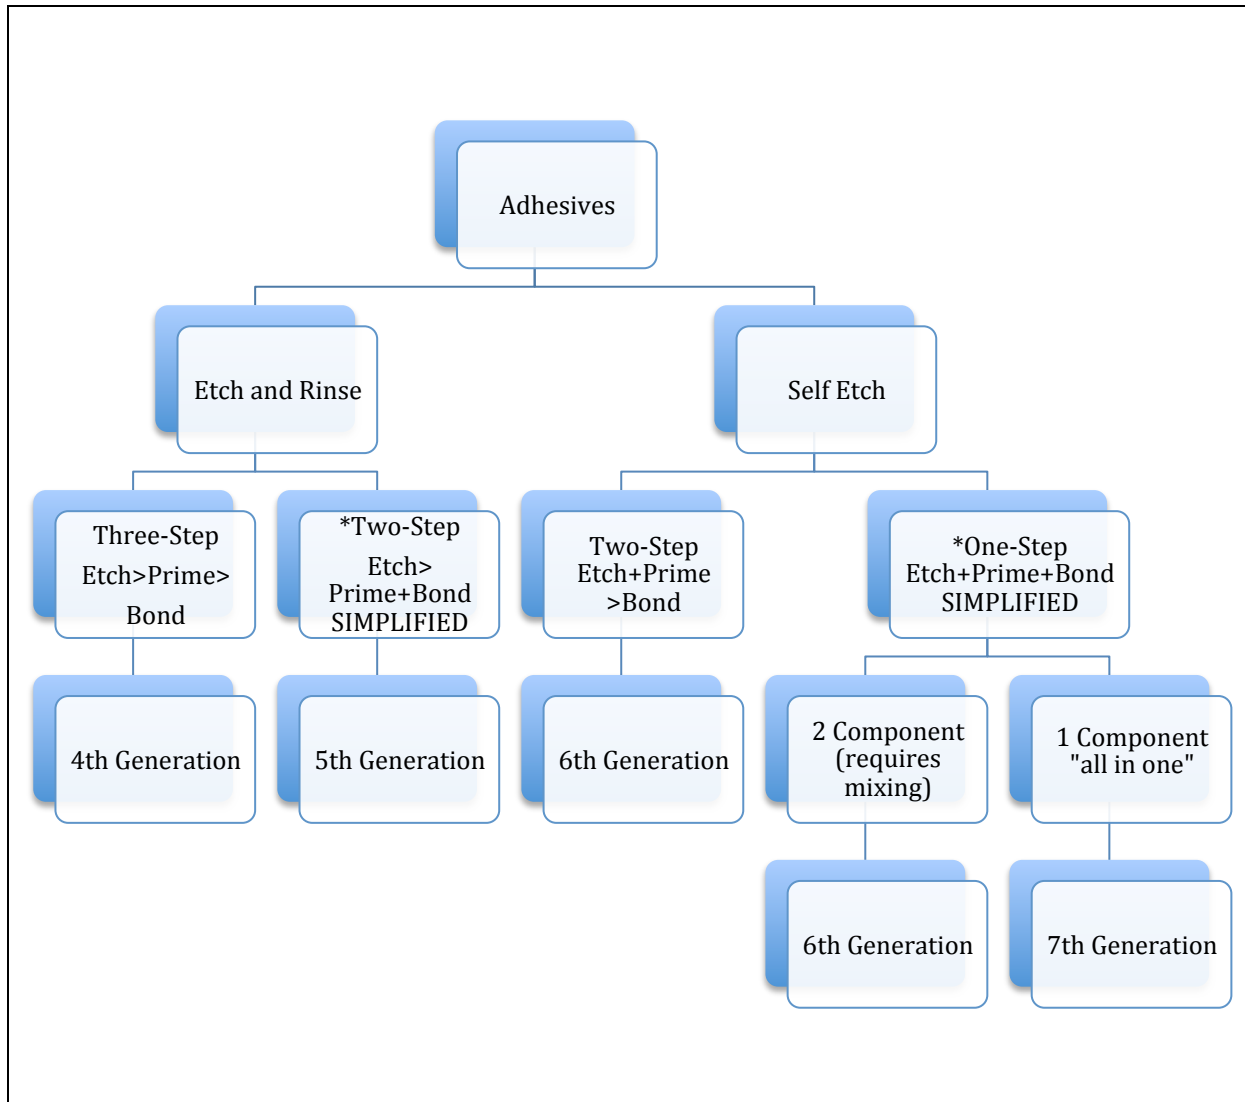 Adhesives
Etch and Rinse
Self Etch
Three-Step
Etch>Prime>
Bond
*Two-Step
Etch>
Prime+Bond
SIMPLIFIED
Two-Step
Etch+Prime
>Bond
*One-Step
Etch+Prime+Bond
SIMPLIFIED
4th Generation
5th Generation
6th Generation
2 Component
(requires
mixing)
1 Component
"all in one"
6th Generation
7th Generation